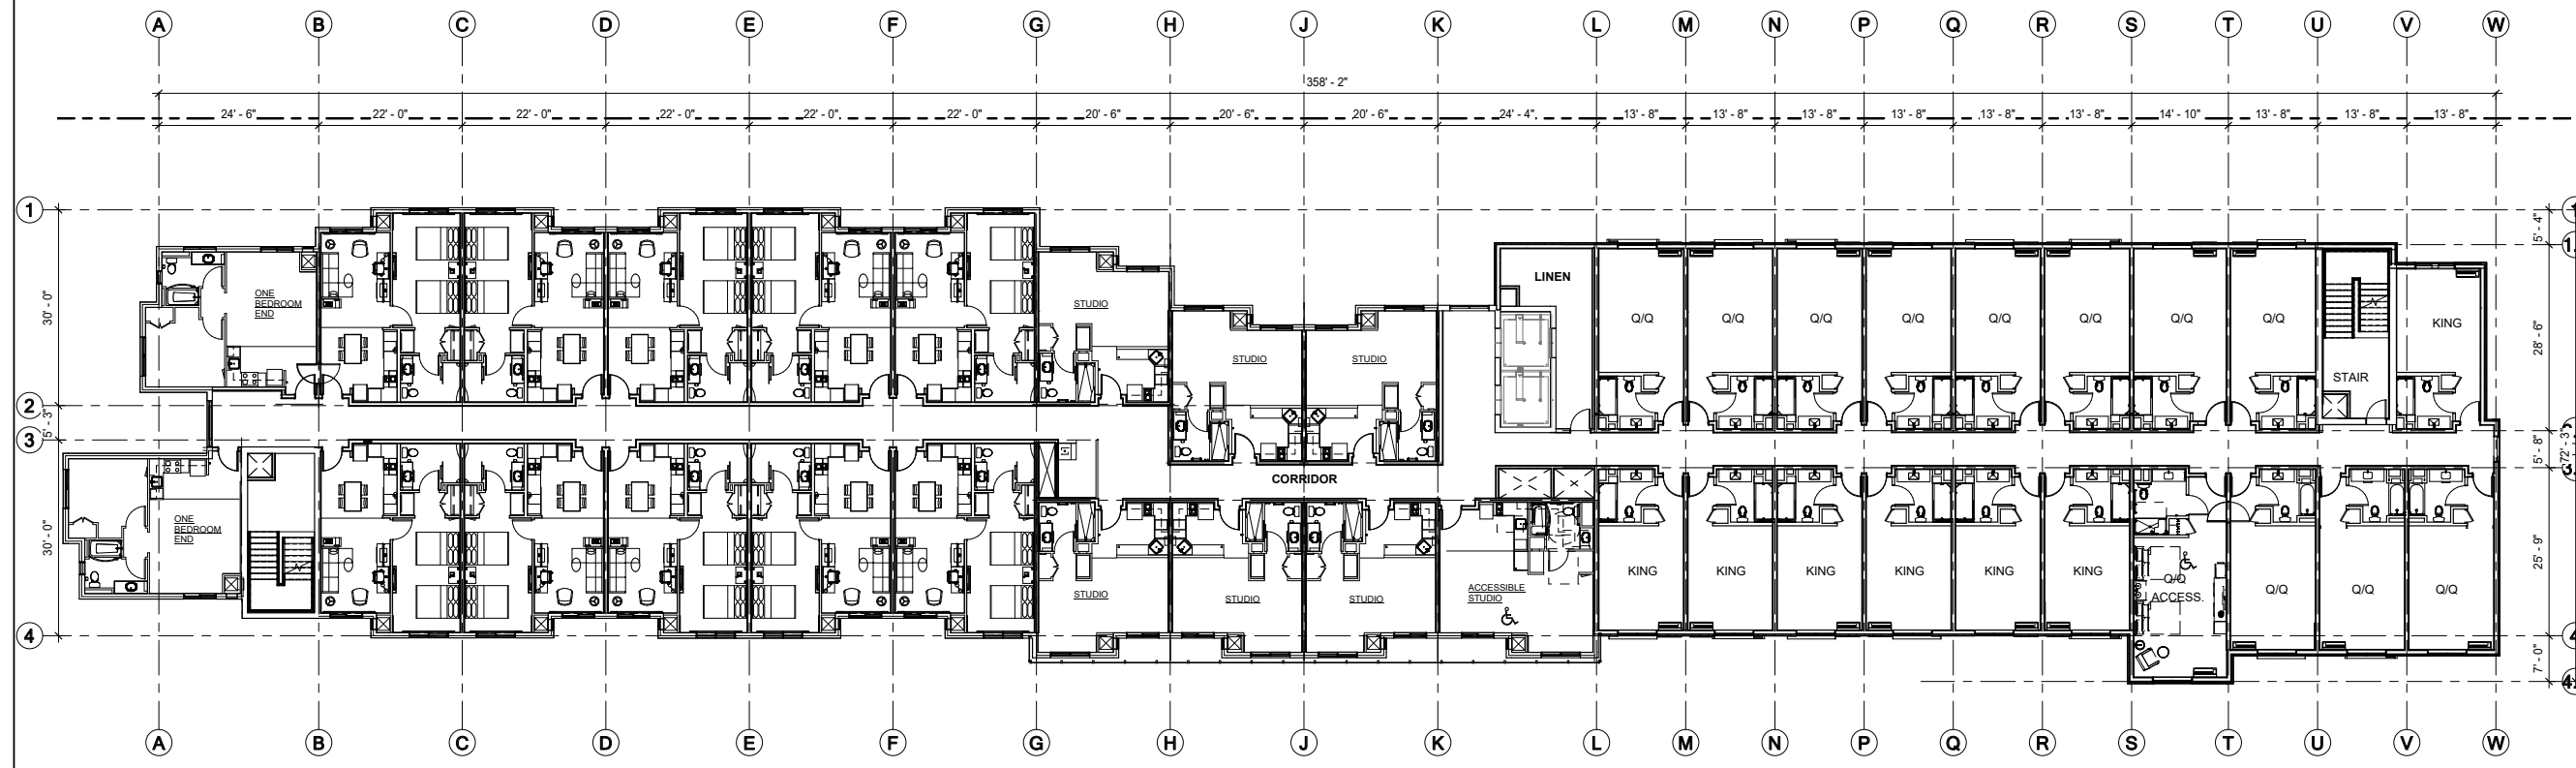 A B C D E F G H J K L M N P Q R S T U V W
358' - 2"
24' - 6" 22' - 0" 22' - 0" 22' - 0" 22' - 0" 22' - 0" 20' - 6" 20' - 6" 20' - 6" 24' - 4" 13' - 8" 13' - 8" 13' - 8" 13' - 8" 13' - 8" 13' - 8" 14' - 10" 13' - 8" 13' - 8" 13' - 8"
1
5' - 4"
30' - 0"
ONE
BEDROOM
END
STUDIO
LINEN
Q/Q Q/Q Q/Q Q/Q Q/Q Q/Q Q/Q Q/Q
KING
28' - 6"
STUDIO STUDIO
STAIR
2
5' - 3"
3
5' - 8"
72' - 3"
CORRIDOR
ONE
BEDROOM
END
30' - 0"
25' - 9"
STUDIO STUDIO STUDIO
ACCESSIBLE
STUDIO
KING KING KING KING KING KING
Q/Q
ACCESS.
Q/Q Q/Q Q/Q
4
7' - 0"
A B C D E F G H J K L M N P Q R S T U V W